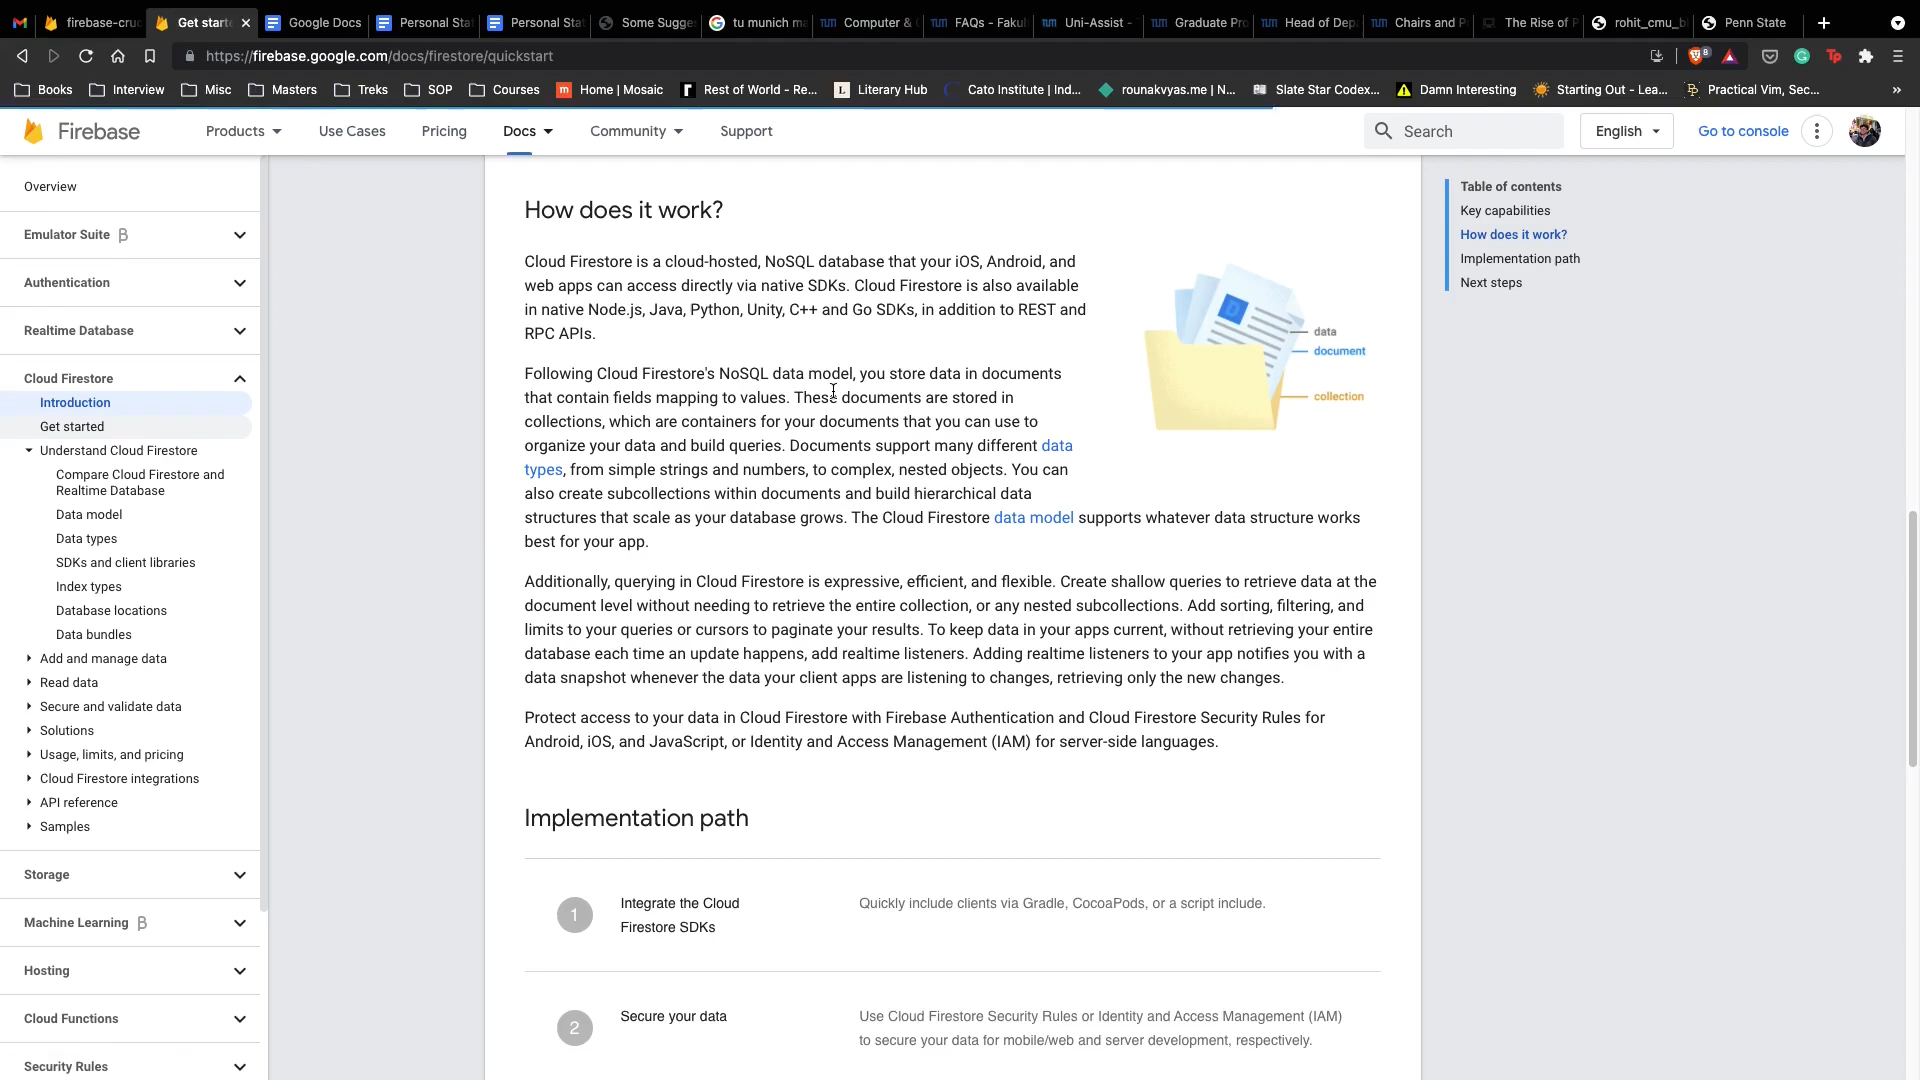 firebase-cruc
Get starte
Google Docs
Personal Sta
Personal Sta
Some Sugge
tu munich ma
Computer &
FAQs - Fakul
Uni-Assist -
Graduate Pro
Head of Dep
Chairs and P
The Rise of P
rohit_cmu_b
Penn State
https://firebase.google.com/docs/firestore/quickstart
Books
Interview
Misc
Masters
Treks
SOP
Courses
Home | Mosaic
Rest of World - Re...
Literary Hub
Cato Institute | Ind...
rounakvyas.me | N...
Slate Star Codex...
Damn Interesting
Starting Out - Lea...
Practical Vim, Sec...
»
Firebase
Products
Use Cases
Pricing
Docs
Community
Support
Search
English
Go to console
Overview
Emulator Suite β
Authentication
Realtime Database
Cloud Firestore
Introduction
Get started
Understand Cloud Firestore
Compare Cloud Firestore and
Realtime Database
Data model
Data types
SDKs and client libraries
Index types
Database locations
Data bundles
Add and manage data
Read data
Secure and validate data
Solutions
Usage, limits, and pricing
Cloud Firestore integrations
API reference
Samples
Storage
Machine Learning β
Hosting
Cloud Functions
Security Rules
How does it work?
Cloud Firestore is a cloud-hosted, NoSQL database that your iOS, Android, and
web apps can access directly via native SDKs. Cloud Firestore is also available
in native Node.js, Java, Python, Unity, C++ and Go SDKs, in addition to REST and
RPC APIs.
data
document
collection
Following Cloud Firestore's NoSQL data model, you store data in documents
that contain fields mapping to values. These documents are stored in
collections, which are containers for your documents that you can use to
organize your data and build queries. Documents support many different data
types, from simple strings and numbers, to complex, nested objects. You can
also create subcollections within documents and build hierarchical data
structures that scale as your database grows. The Cloud Firestore data model supports whatever data structure works
best for your app.
Additionally, querying in Cloud Firestore is expressive, efficient, and flexible. Create shallow queries to retrieve data at the
document level without needing to retrieve the entire collection, or any nested subcollections. Add sorting, filtering, and
limits to your queries or cursors to paginate your results. To keep data in your apps current, without retrieving your entire
database each time an update happens, add realtime listeners. Adding realtime listeners to your app notifies you with a
data snapshot whenever the data your client apps are listening to changes, retrieving only the new changes.
Protect access to your data in Cloud Firestore with Firebase Authentication and Cloud Firestore Security Rules for
Android, iOS, and JavaScript, or Identity and Access Management (IAM) for server-side languages.
Implementation path
1
Integrate the Cloud
Firestore SDKs
Quickly include clients via Gradle, CocoaPods, or a script include.
2
Secure your data
Use Cloud Firestore Security Rules or Identity and Access Management (IAM)
to secure your data for mobile/web and server development, respectively.
Table of contents
Key capabilities
How does it work?
Implementation path
Next steps